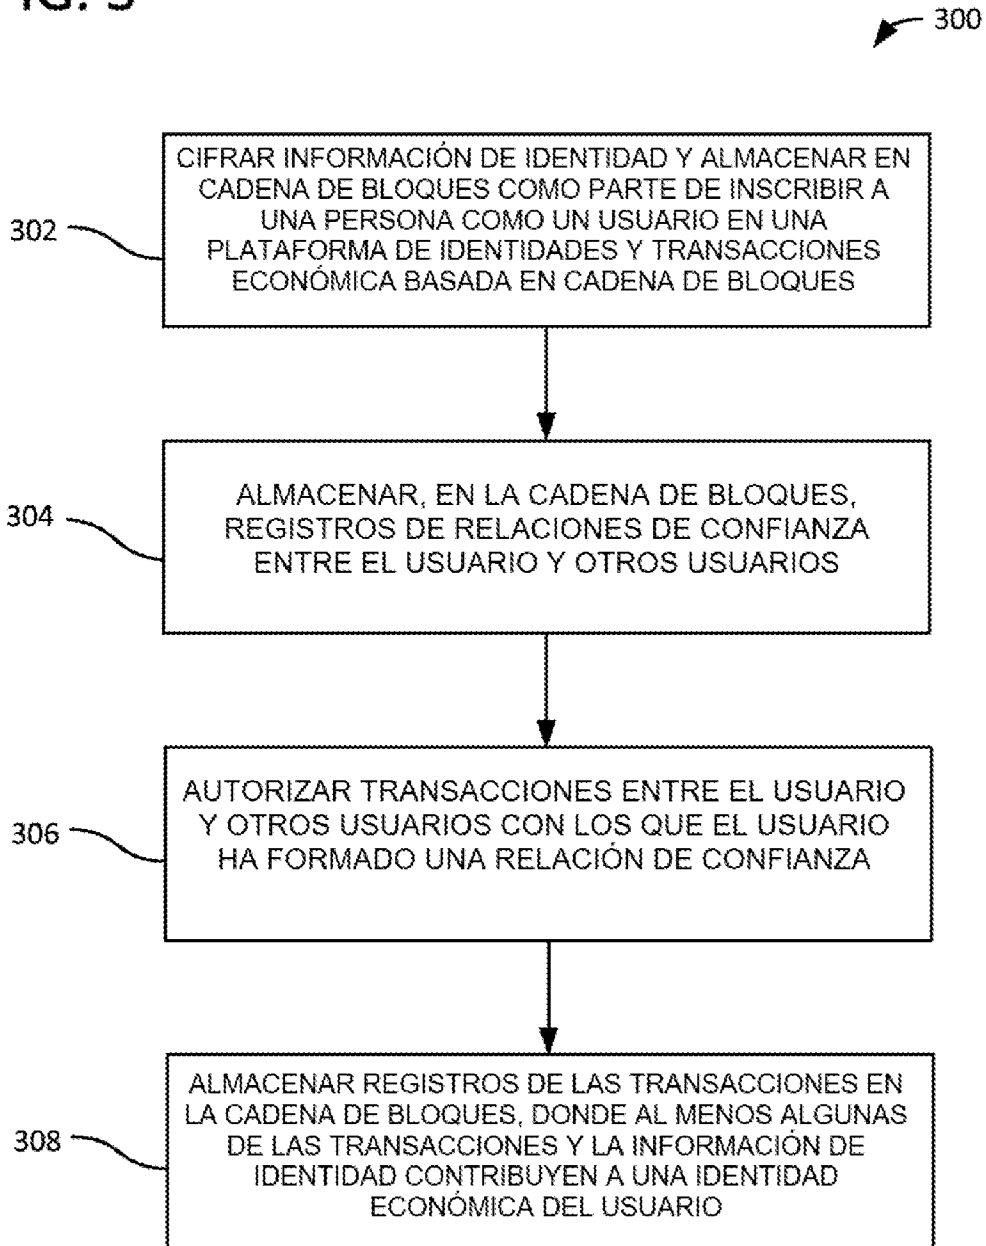 FIG. 3
300
302
CIFRAR INFORMACIÓN DE IDENTIDAD Y ALMACENAR EN
CADENA DE BLOQUES COMO PARTE DE INSCRIBIR A
UNA PERSONA COMO UN USUARIO EN UNA
PLATAFORMA DE IDENTIDADES Y TRANSACCIONES
ECONÓMICA BASADA EN CADENA DE BLOQUES
304
ALMACENAR, EN LA CADENA DE BLOQUES,
REGISTROS DE RELACIONES DE CONFIANZA
ENTRE EL USUARIO Y OTROS USUARIOS
306
AUTORIZAR TRANSACCIONES ENTRE EL USUARIO
Y OTROS USUARIOS CON LOS QUE EL USUARIO
HA FORMADO UNA RELACIÓN DE CONFIANZA
308
ALMACENAR REGISTROS DE LAS TRANSACCIONES EN
LA CADENA DE BLOQUES, DONDE AL MENOS ALGUNAS
DE LAS TRANSACCIONES Y LA INFORMACIÓN DE
IDENTIDAD CONTRIBUYEN A UNA IDENTIDAD
ECONÓMICA DEL USUARIO